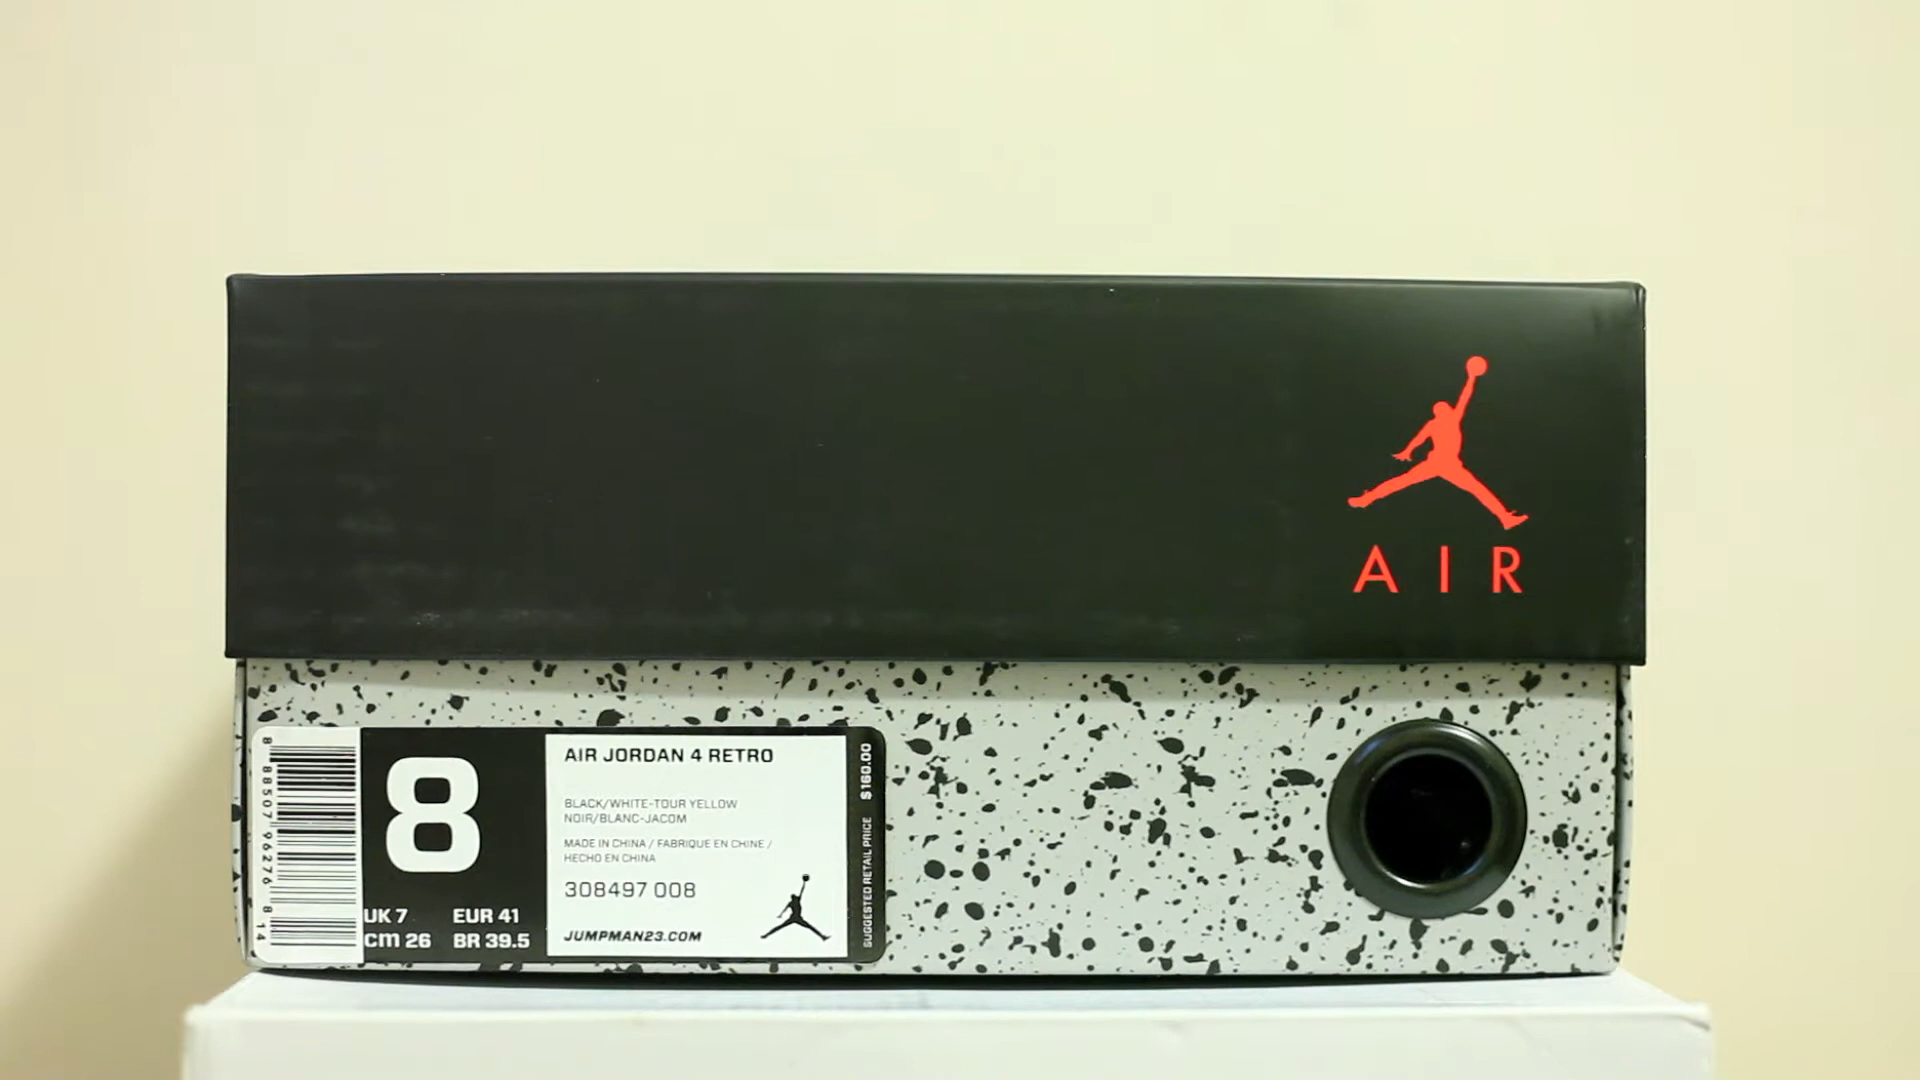 AIR
8
UK 7
EUR 41
cm 26
BR 39.5
AIR JORDAN 4 RETRO
BLACK/WHITE-TOUR YELLOW
NOIR/BLANC-JACOM
MADE IN CHINA / FABRIQUE EN CHINE /
HECHO EN CHINA
308497 008
JUMPMAN23.COM
SUGGESTED RETAIL PRICE $160.00
8 88507 96276 8 14